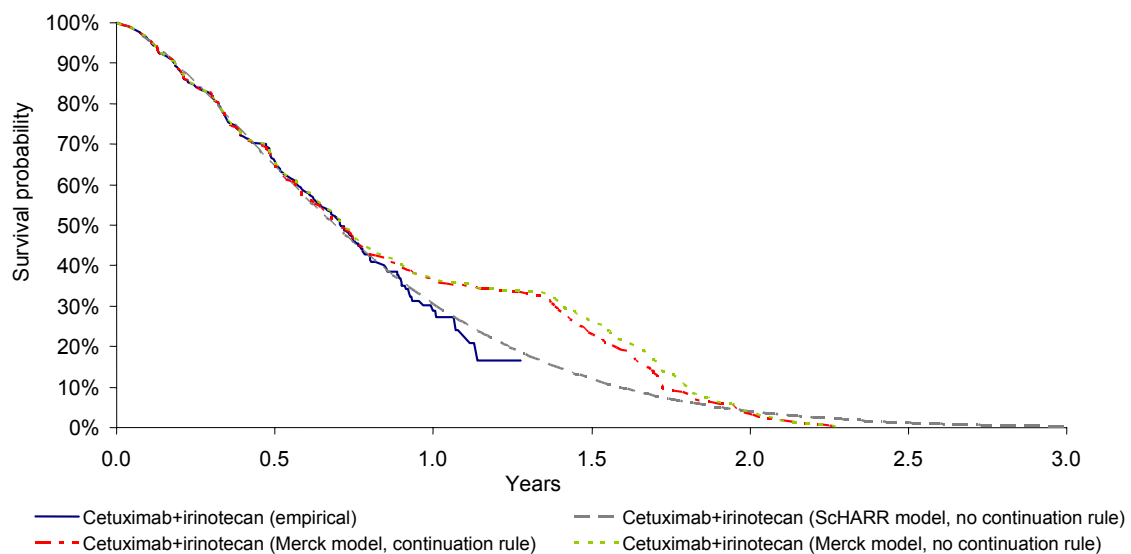 100%
90%
80%
70%
60%
50%
40%
30%
20%
10%
0%
Survival probability
0.0 0.5 1.0 1.5 2.0 2.5 3.0
Years
Cetuximab+irinotecan (empirical)
Cetuximab+irinotecan (ScHARR model, no continuation rule)
Cetuximab+irinotecan (Merck model, continuation rule)
Cetuximab+irinotecan (Merck model, no continuation rule)